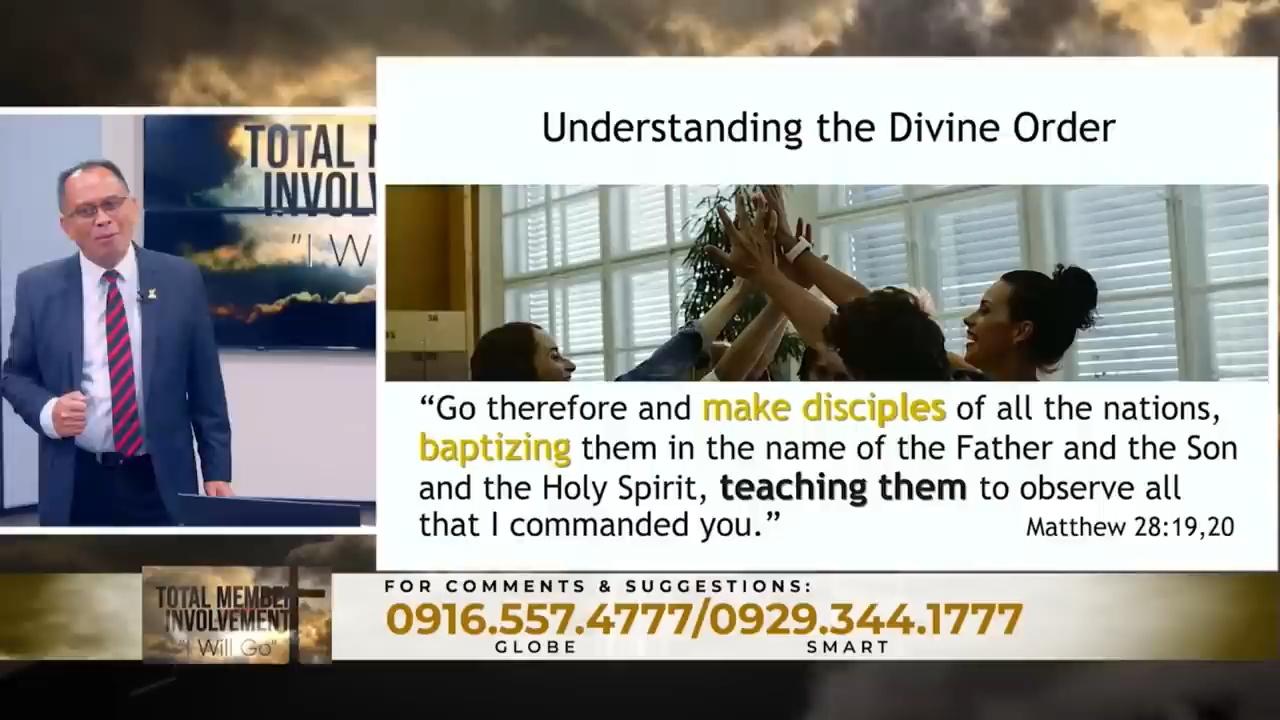 Understanding the Divine Order
TOTAL M
INVOLV
"I W
“Go therefore and make disciples of all the nations,
baptizing them in the name of the Father and the Son
and the Holy Spirit, teaching them to observe all
that I commanded you.”
Matthew 28:19,20
TOTAL MEMBER
INVOLVEMENT
"I Will Go"
FOR COMMENTS & SUGGESTIONS:
0916.557.4777/0929.344.1777
GLOBE SMART